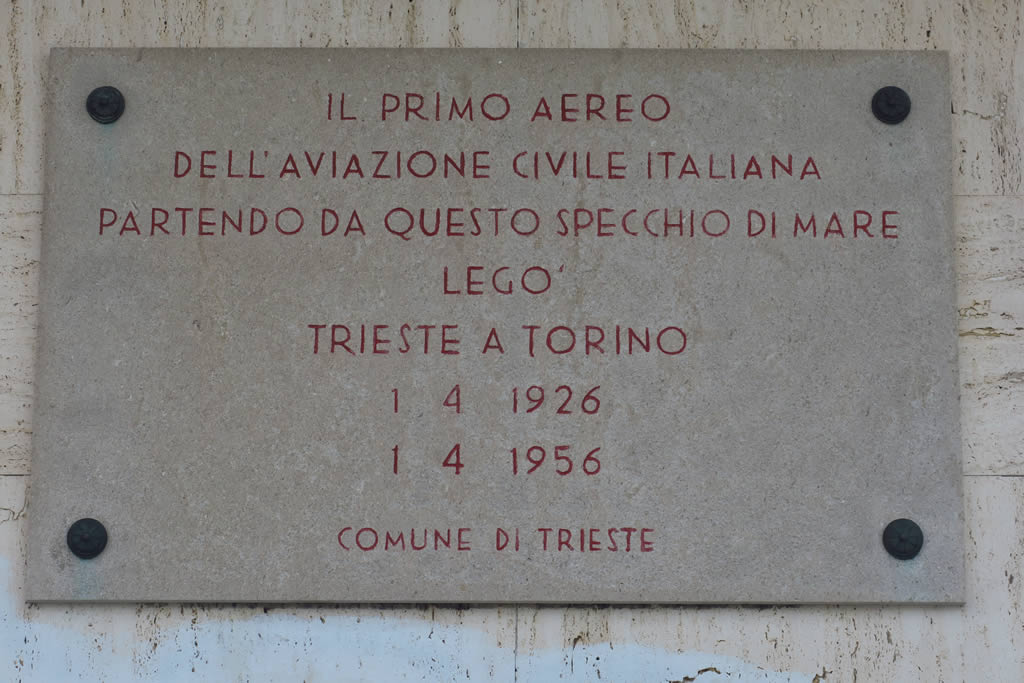 IL PRIMO AEREO
DELL'AVIAZIONE CIVILE ITALIANA
PARTENDO DA QUESTO SPECCHIO DI MARE
LEGO'
TRIESTE A TORINO
1 4 1926
1 4 1956
COMUNE DI TRIESTE